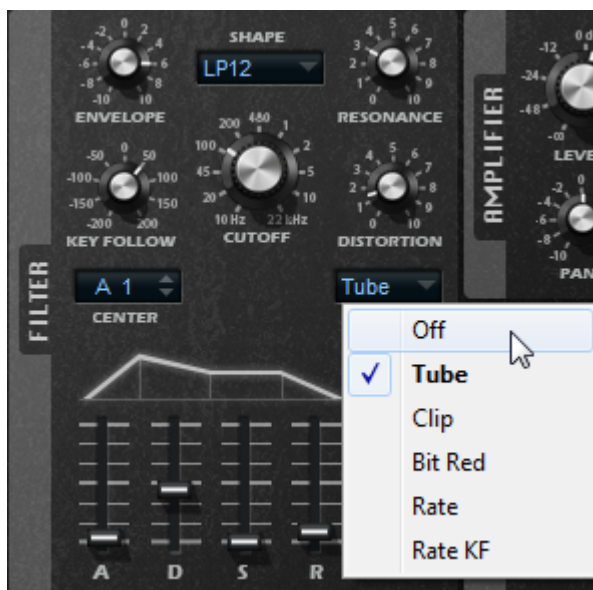 -2 0 2
-4 4
-6 6
-8 8
-10 10
ENVELOPE
SHAPE
LP12
4 5 6
3 7
2 8
1 9
0 10
RESONANCE
-50 0 50
-100 100
-150 150
-200 200
KEY FOLLOW
200 480 1
100 2
45 5
20 10
10 Hz 22 kHz
CUTOFF
4 5 6
3 7
2 8
1 9
0 10
DISTORTION
FILTER
A 1
CENTER
Tube
Off
Tube
Clip
Bit Red
Rate
Rate KF
A D S R
AMPLIFIER
0 d
-12
-24
-48
-∞
LEVE
-2 0
-4
-6
-8
-10
PAN